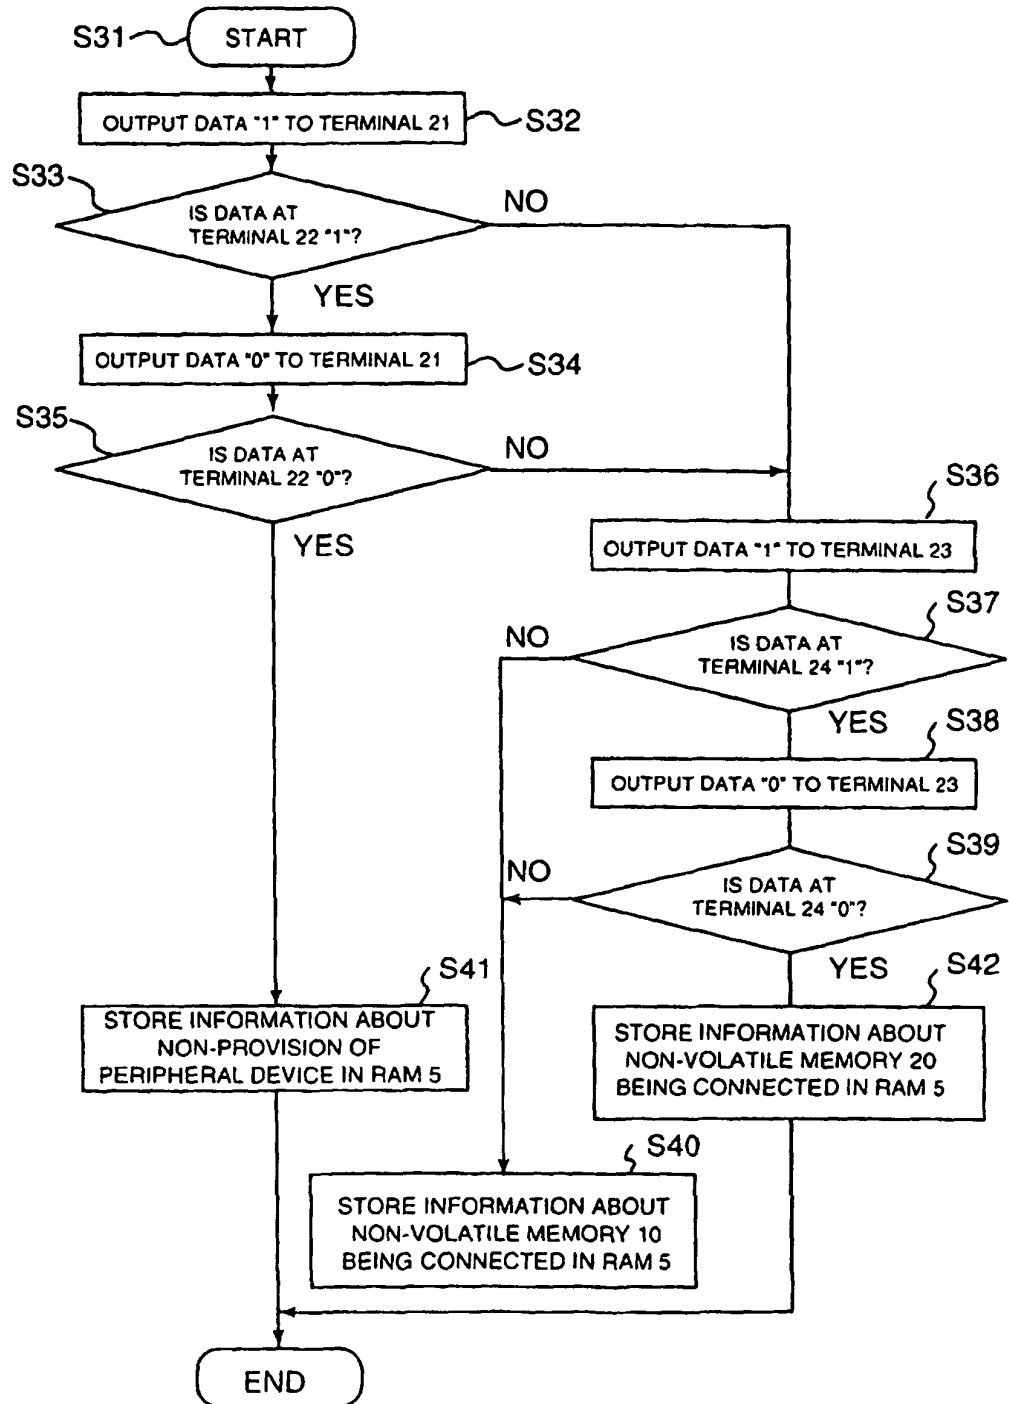 S31
START
OUTPUT DATA "1" TO TERMINAL 21
S32
S33
IS DATA AT
TERMINAL 22 "1"?
NO
YES
OUTPUT DATA "0" TO TERMINAL 21
S34
S35
IS DATA AT
TERMINAL 22 "0"?
NO
YES
S36
OUTPUT DATA "1" TO TERMINAL 23
S37
NO
IS DATA AT
TERMINAL 24 "1"?
YES
S38
OUTPUT DATA "0" TO TERMINAL 23
S39
NO
IS DATA AT
TERMINAL 24 "0"?
YES
S41
STORE INFORMATION ABOUT
NON-PROVISION OF
PERIPHERAL DEVICE IN RAM 5
S42
STORE INFORMATION ABOUT
NON-VOLATILE MEMORY 20
BEING CONNECTED IN RAM 5
S40
STORE INFORMATION ABOUT
NON-VOLATILE MEMORY 10
BEING CONNECTED IN RAM 5
END